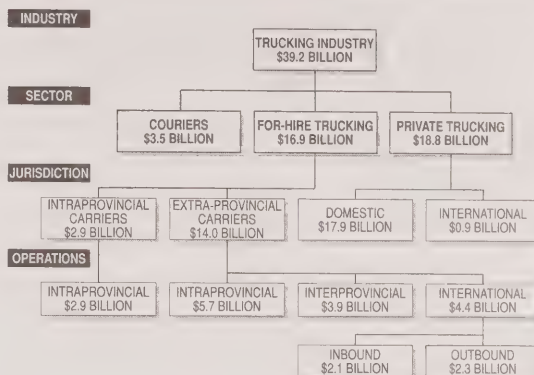 INDUSTRY
TRUCKING INDUSTRY
$39.2 BILLION
SECTOR
COURIERS
$3.5 BILLION
FOR-HIRE TRUCKING
$16.9 BILLION
PRIVATE TRUCKING
$18.8 BILLION
JURISDICTION
INTRAPROVINCIAL
CARRIERS
$2.9 BILLION
EXTRA-PROVINCIAL
CARRIERS
$14.0 BILLION
DOMESTIC
$17.9 BILLION
INTERNATIONAL
$0.9 BILLION
OPERATIONS
INTRAPROVINCIAL
$2.9 BILLION
INTRAPROVINCIAL
$5.7 BILLION
INTERPROVINCIAL
$3.9 BILLION
INTERNATIONAL
$4.4 BILLION
INBOUND
$2.1 BILLION
OUTBOUND
$2.3 BILLION